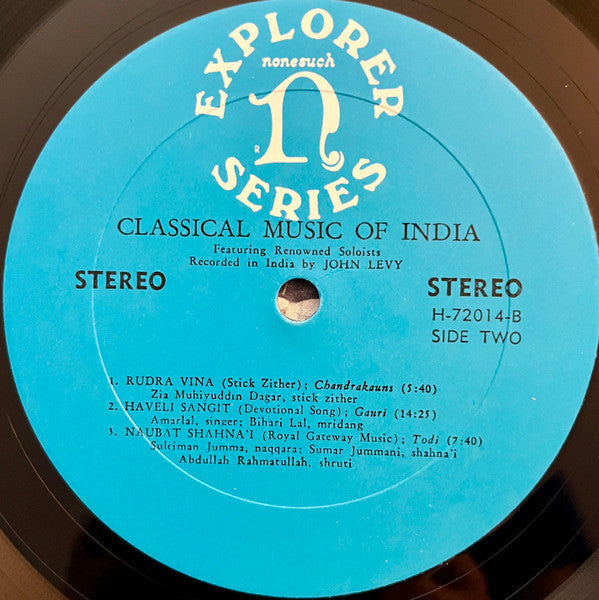 EXPLORER
nonesuch
n
R
SERIES
CLASSICAL MUSIC OF INDIA
Featuring Renowned Soloists
Recorded in India by JOHN LEVY
STEREO
STEREO
H-72014-B
SIDE TWO
1. RUDRA VINA (Stick Zither); Chandrakauns (5:40)
Zia Muhiyuddin Dagar, stick zither
2. HAVELI SANGIT (Devotional Song); Gauri (14:25)
Amarlal, singer; Bihari Lal, mridang
3. NAUBAT SHAHNA'I (Royal Gateway Music); Todi (7:40)
Suleiman Jumma, naqqara; Sumar Jummani, shahna'i
Abdullah Rahmatullah, shruti